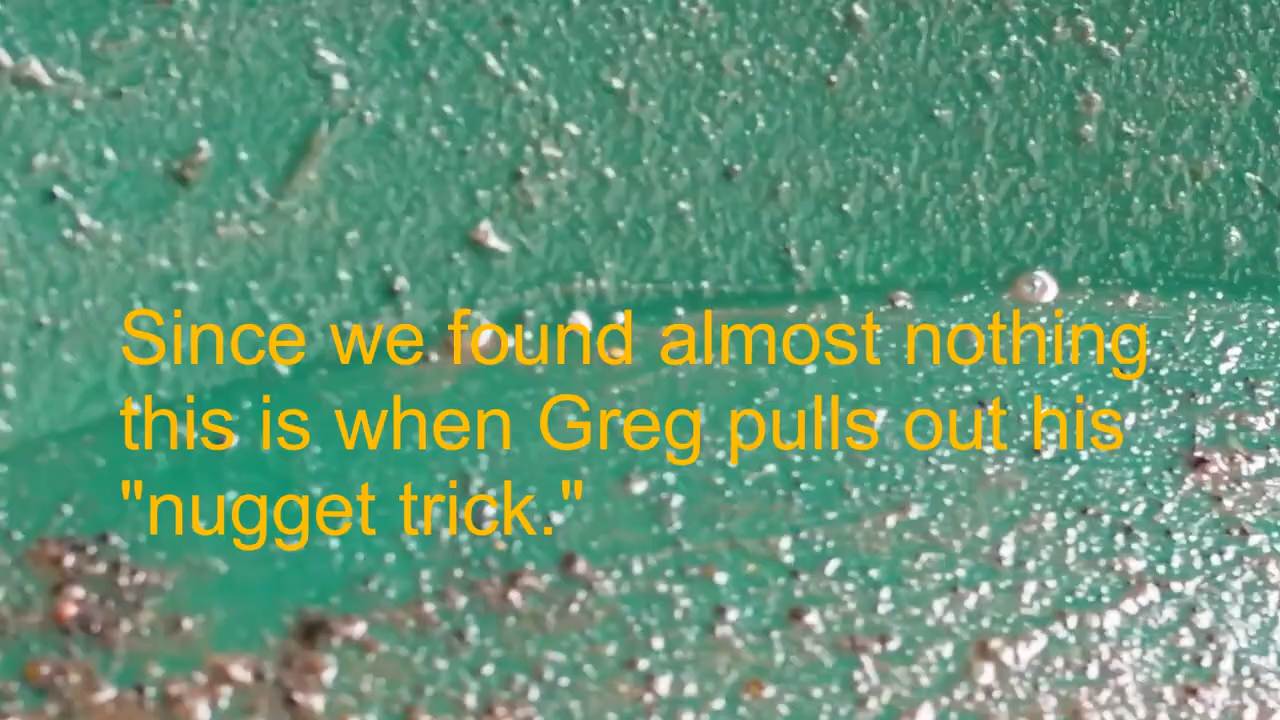 Since we found almost nothing
this is when Greg pulls out his
"nugget trick."